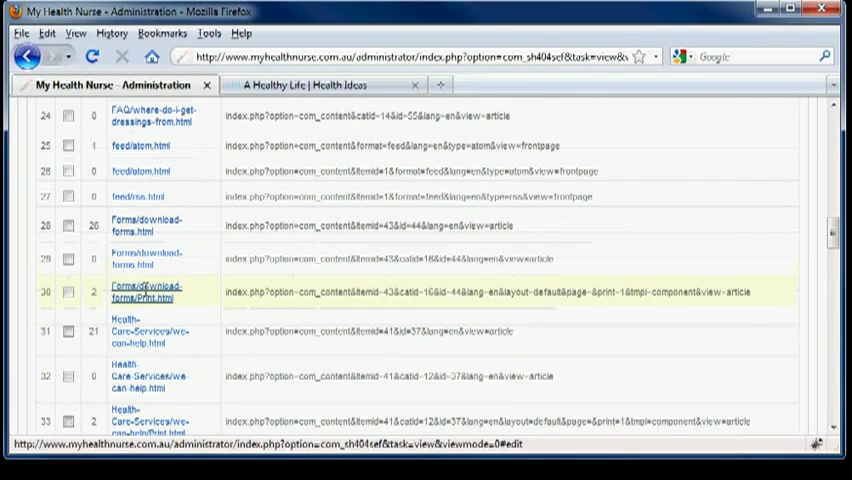 My Health Nurse - Administration - Mozilla Firefox
File Edit View History Bookmarks Tools Help
http://www.myhealthnurse.com.au/administrator/index.php?option=com_sh404sef&task=view&v
Google
My Health Nurse - Administration
A Healthy Life | Health Ideas
24 0 FAQ/where-do-i-get-dressings-from.html index.php?option=com_content&catid=14&id=55&lang=en&view=article
25 1 feed/atom.html index.php?option=com_content&format=feed&lang=en&type=atom&view=frontpage
26 0 feed/atom.html index.php?option=com_content&Itemid=1&format=feed&lang=en&type=atom&view=frontpage
27 0 feed/rss.html index.php?option=com_content&Itemid=1&format=feed&lang=en&type=rss&view=frontpage
28 26 Forms/download-forms.html index.php?option=com_content&Itemid=43&id=44&lang=en&view=article
29 0 Forms/download-forms.html index.php?option=com_content&Itemid=43&catid=16&id=44&lang=en&view=article
30 2 Forms/download-forms/Print.html index.php?option=com_content&Itemid=43&catid=16&id=44&lang=en&layout=default&page=&print=1&tmpl=component&view=article
31 21 Health-Care-Services/we-can-help.html index.php?option=com_content&Itemid=41&id=37&lang=en&view=article
32 0 Health-Care-Services/we-can-help.html index.php?option=com_content&Itemid=41&catid=12&id=37&lang=en&view=article
33 2 Health-Care-Services/we-can-help/Print.html index.php?option=com_content&Itemid=41&catid=12&id=37&lang=en&layout=default&page=&print=1&tmpl=component&view=article
http://www.myhealthnurse.com.au/administrator/index.php?option=com_sh404sef&task=view&viewmode=0#edit